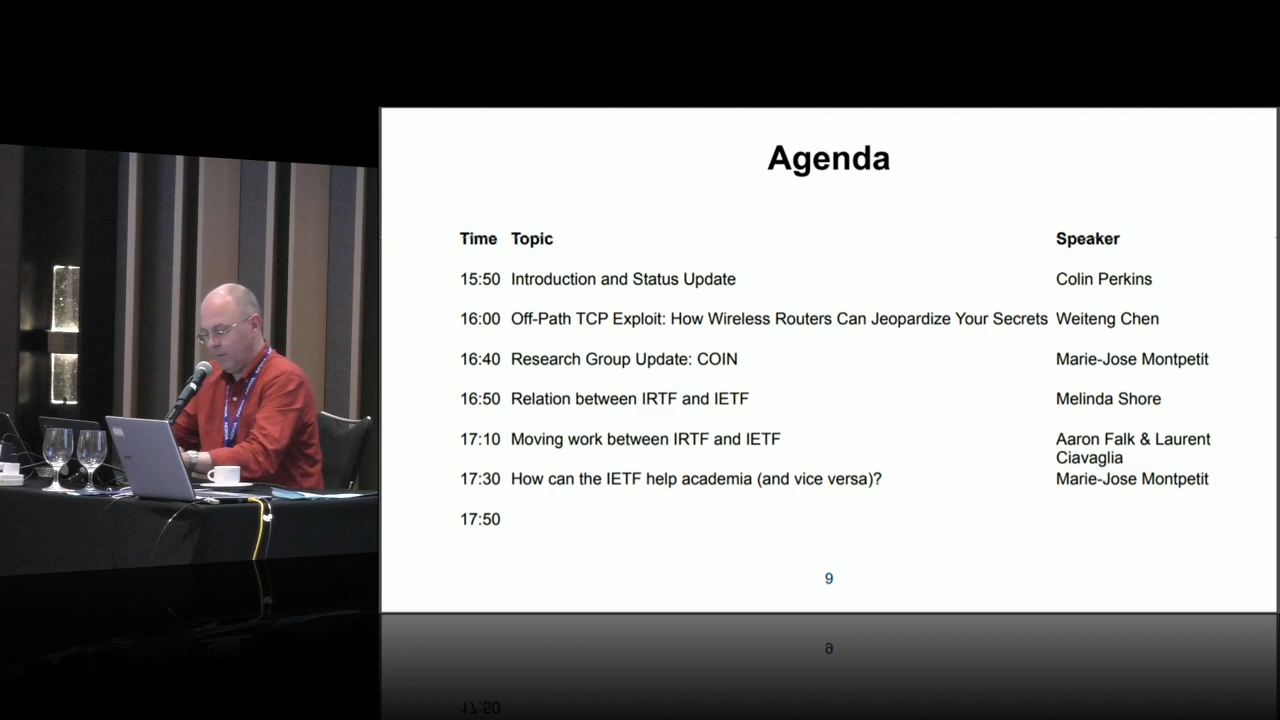 Agenda
Time Topic Speaker
15:50 Introduction and Status Update Colin Perkins
16:00 Off-Path TCP Exploit: How Wireless Routers Can Jeopardize Your Secrets Weiteng Chen
16:40 Research Group Update: COIN Marie-Jose Montpetit
16:50 Relation between IRTF and IETF Melinda Shore
17:10 Moving work between IRTF and IETF Aaron Falk & Laurent
Ciavaglia
17:30 How can the IETF help academia (and vice versa)? Marie-Jose Montpetit
17:50
9